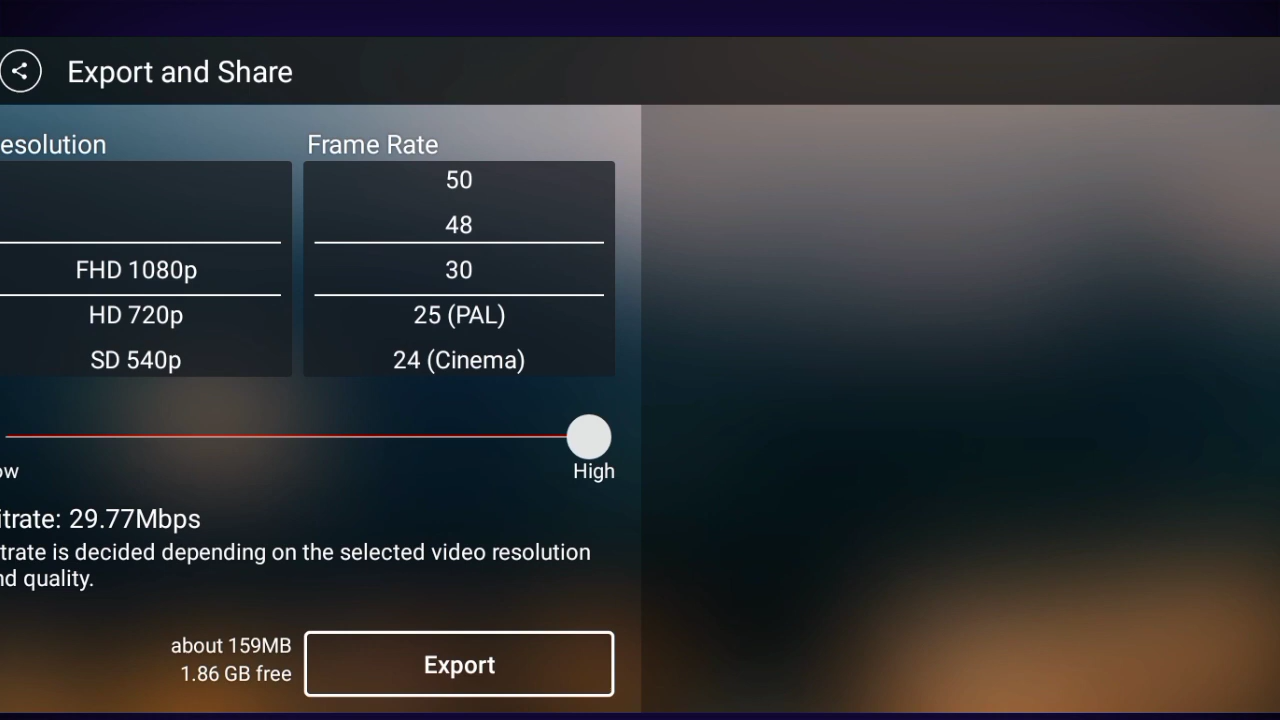 Export and Share
esolution
Frame Rate
50
48
FHD 1080p
30
HD 720p
25 (PAL)
SD 540p
24 (Cinema)
ow
High
itrate: 29.77Mbps
trate is decided depending on the selected video resolution
nd quality.
about 159MB
1.86 GB free
Export